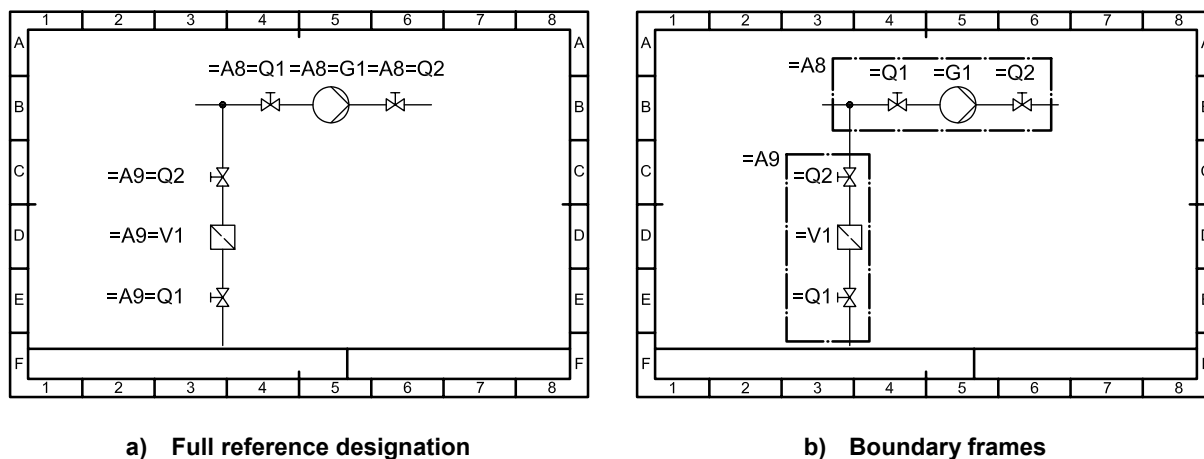 1 2 3 4 5 6 7 8
A A
=A8=Q1 =A8=G1 =A8=Q2
B B
C C
=A9=Q2
D D
=A9=V1
E E
=A9=Q1
F F
1 2 3 4 5 6 7 8
a) Full reference designation
1 2 3 4 5 6 7 8
A
=A8 =Q1 =G1 =Q2
B
=A9
C
=Q2
D
=V1
E
=Q1
F
1 2 3 4 5 6 7 8
b) Boundary frames